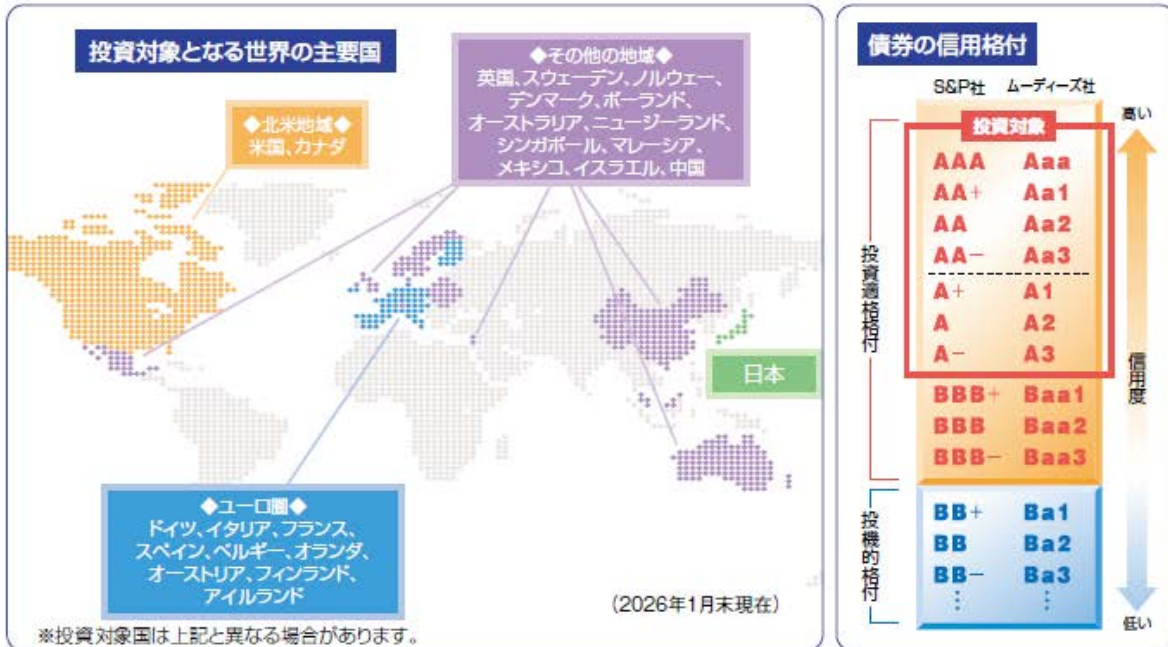 投資対象となる世界の主要国
◆その他の地域◆
英国、スウェーデン、ノルウェー、
デンマーク、ポーランド、
オーストラリア、ニュージーランド、
シンガポール、マレーシア、
メキシコ、イスラエル、中国
◆北米地域◆
米国、カナダ
日本
◆ユーロ圏◆
ドイツ、イタリア、フランス、
スペイン、ベルギー、オランダ、
オーストリア、フィンランド、
アイルランド
(2026年1月末現在)
※投資対象国は上記と異なる場合があります。
債券の信用格付
S&P社 ムーディーズ社
投資対象
高い
AAA Aaa
AA+ Aa1
AA Aa2
AA- Aa3
A+ A1
A A2
A- A3
BBB+ Baa1
BBB Baa2
BBB- Baa3
BB+ Ba1
BB Ba2
BB- Ba3
⋮ ⋮
投資適格格付
投機的格付
信用度
低い